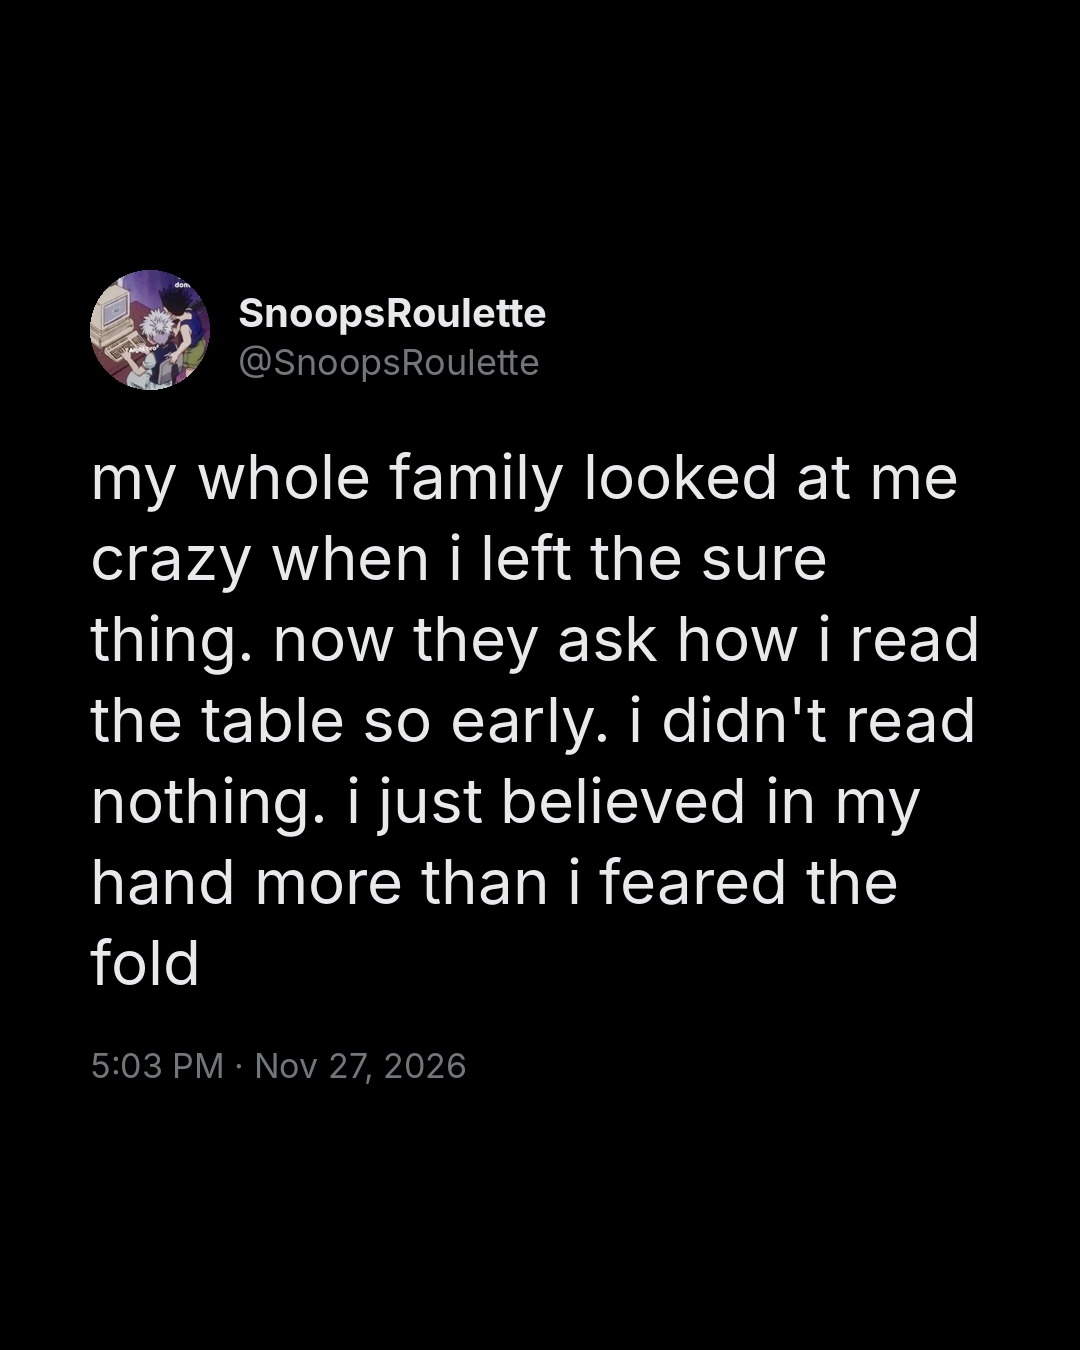 SnoopsRoulette
@SnoopsRoulette
my whole family looked at me
crazy when i left the sure
thing. now they ask how i read
the table so early. i didn't read
nothing. i just believed in my
hand more than i feared the
fold
5:03 PM · Nov 27, 2026